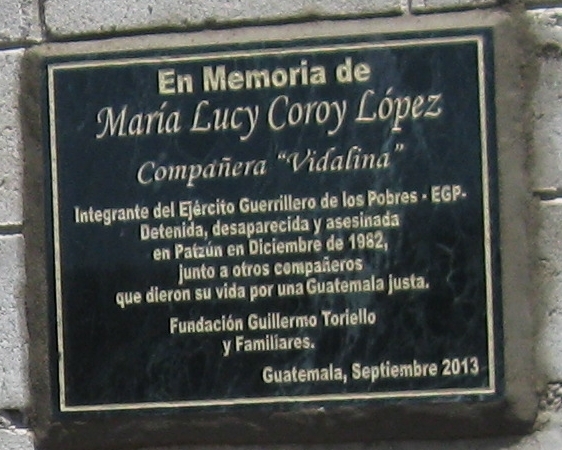 En Memoria de
María Lucy Coroy López
Compañera "Vidalina"
Integrante del Ejército Guerrillero de los Pobres - EGP-
Detenida, desaparecida y asesinada
en Patzún en Diciembre de 1982,
junto a otros compañeros
que dieron su vida por una Guatemala justa.
Fundación Guillermo Toriello
y Familiares.
Guatemala, Septiembre 2013